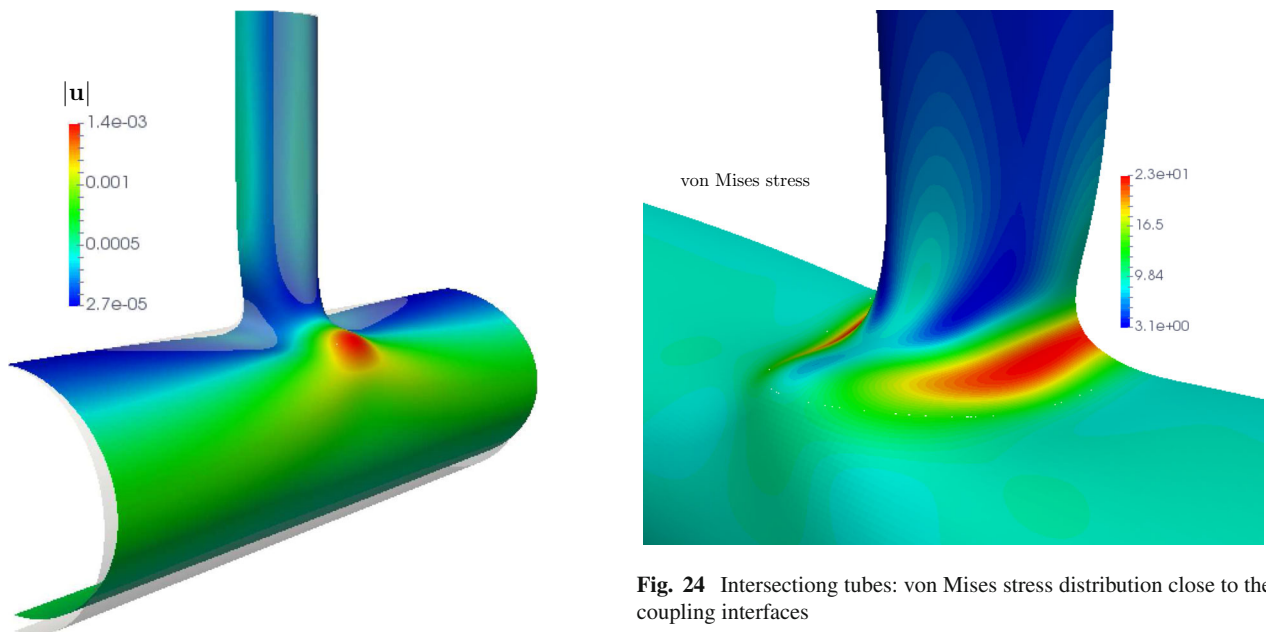 |u|
1.4e-03
0.001
0.0005
2.7e-05
von Mises stress
2.3e+01
16.5
9.84
3.1e+00
Fig. 24 Intersectiong tubes: von Mises stress distribution close to the
coupling interfaces